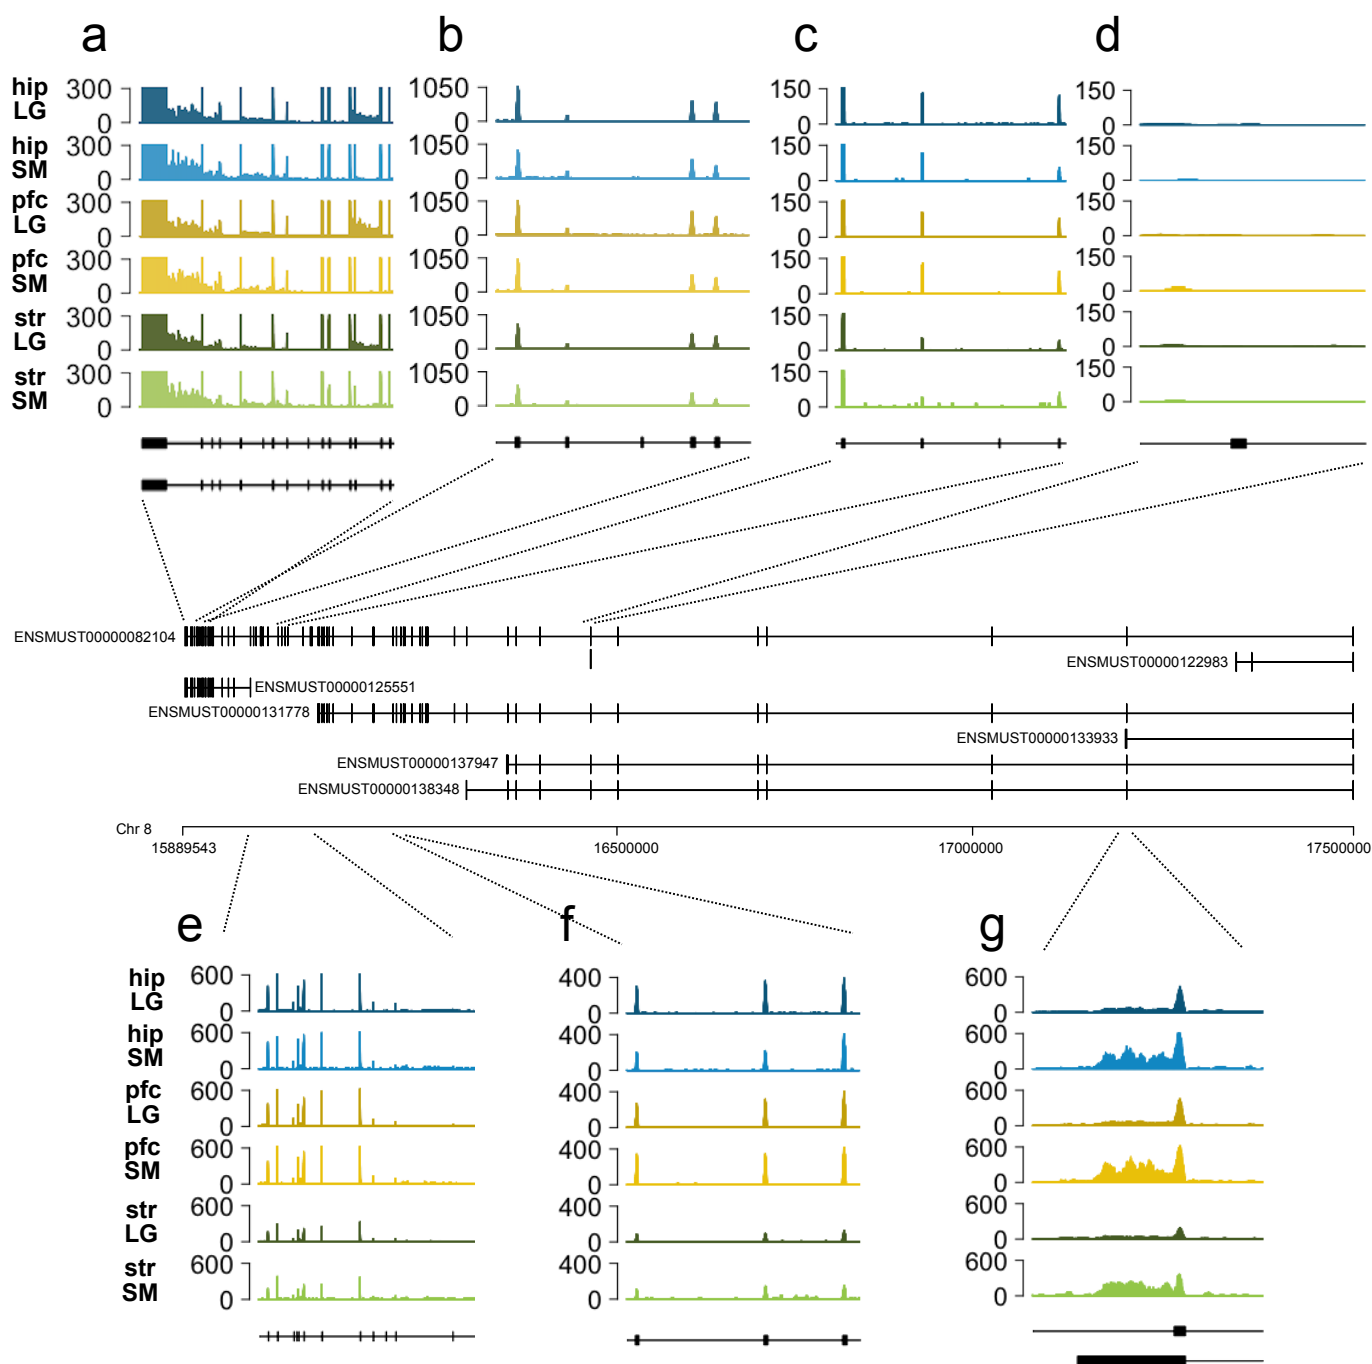 a b c d
hip LG 300 0 1050 0 150 0 150 0
hip SM 300 0 1050 0 150 0 150 0
pfc LG 300 0 1050 0 150 0 150 0
pfc SM 300 0 1050 0 150 0 150 0
str LG 300 0 1050 0 150 0 150 0
str SM 300 0 1050 0 150 0 150 0
ENSMUST00000082104
ENSMUST00000122983
ENSMUST00000125551
ENSMUST00000131778
ENSMUST00000133933
ENSMUST00000137947
ENSMUST00000138348
Chr 8
15889543 16500000 17000000 17500000
e f g
hip LG 600 0 400 0 600 0
hip SM 600 0 400 0 600 0
pfc LG 600 0 400 0 600 0
pfc SM 600 0 400 0 600 0
str LG 600 0 400 0 600 0
str SM 600 0 400 0 600 0